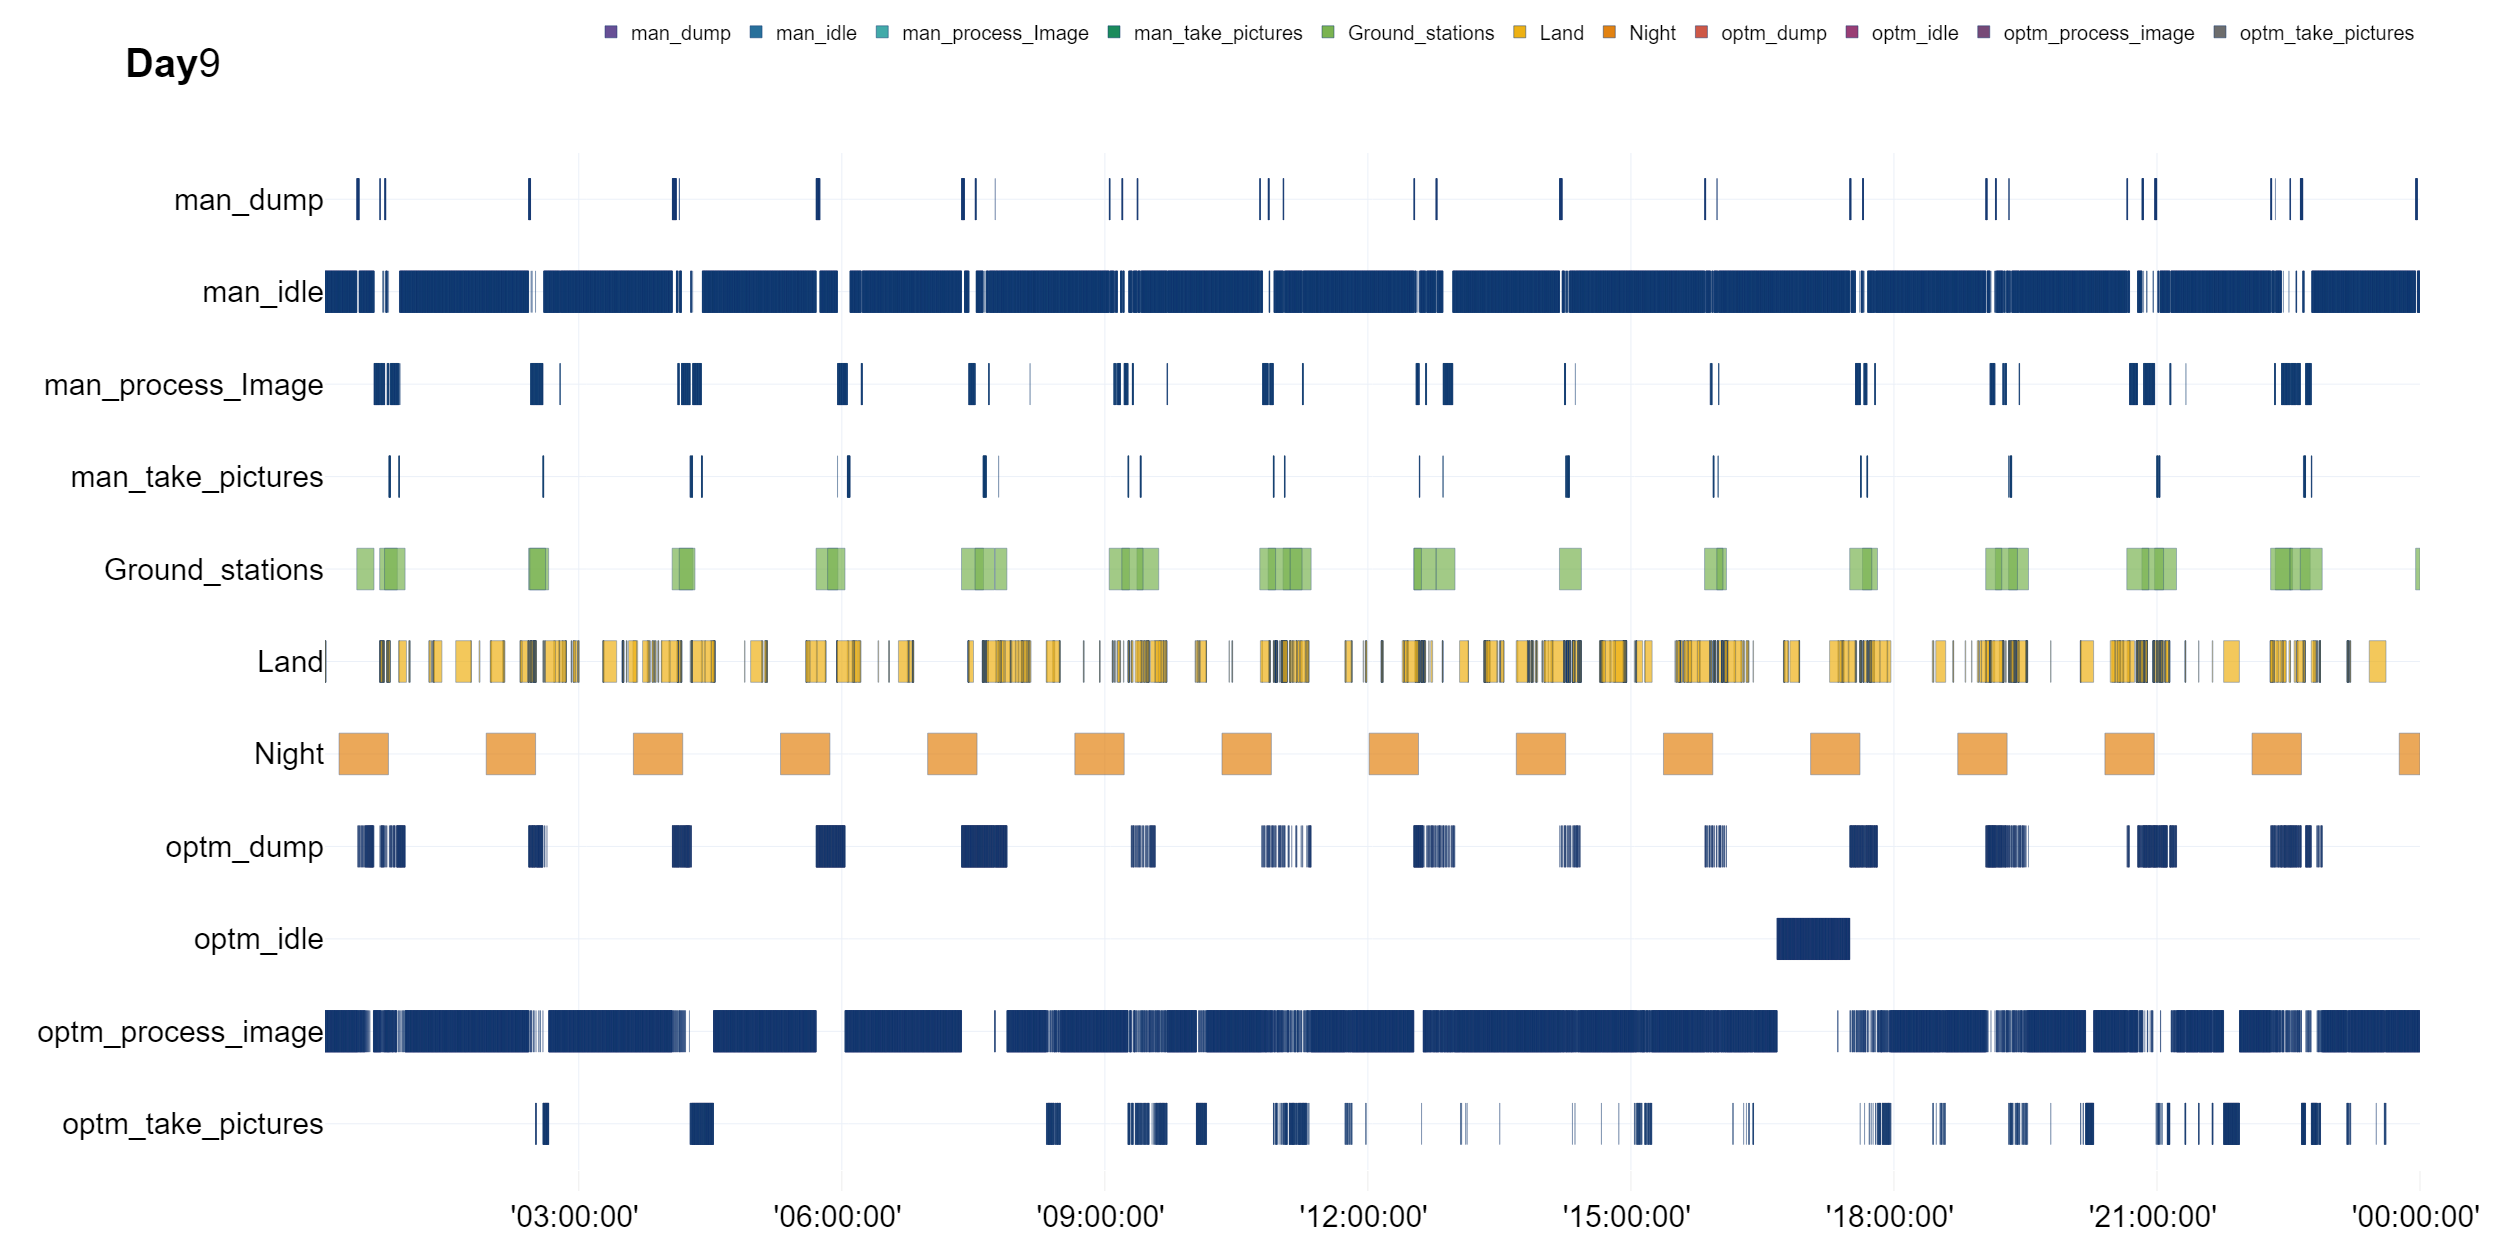 man_dump man_idle man_process_Image man_take_pictures Ground_stations Land Night optm_dump optm_idle optm_process_image optm_take_pictures
Day9
man_dump
man_idle
man_process_Image
man_take_pictures
Ground_stations
Land
Night
optm_dump
optm_idle
optm_process_image
optm_take_pictures
'03:00:00' '06:00:00' '09:00:00' '12:00:00' '15:00:00' '18:00:00' '21:00:00' '00:00:00'